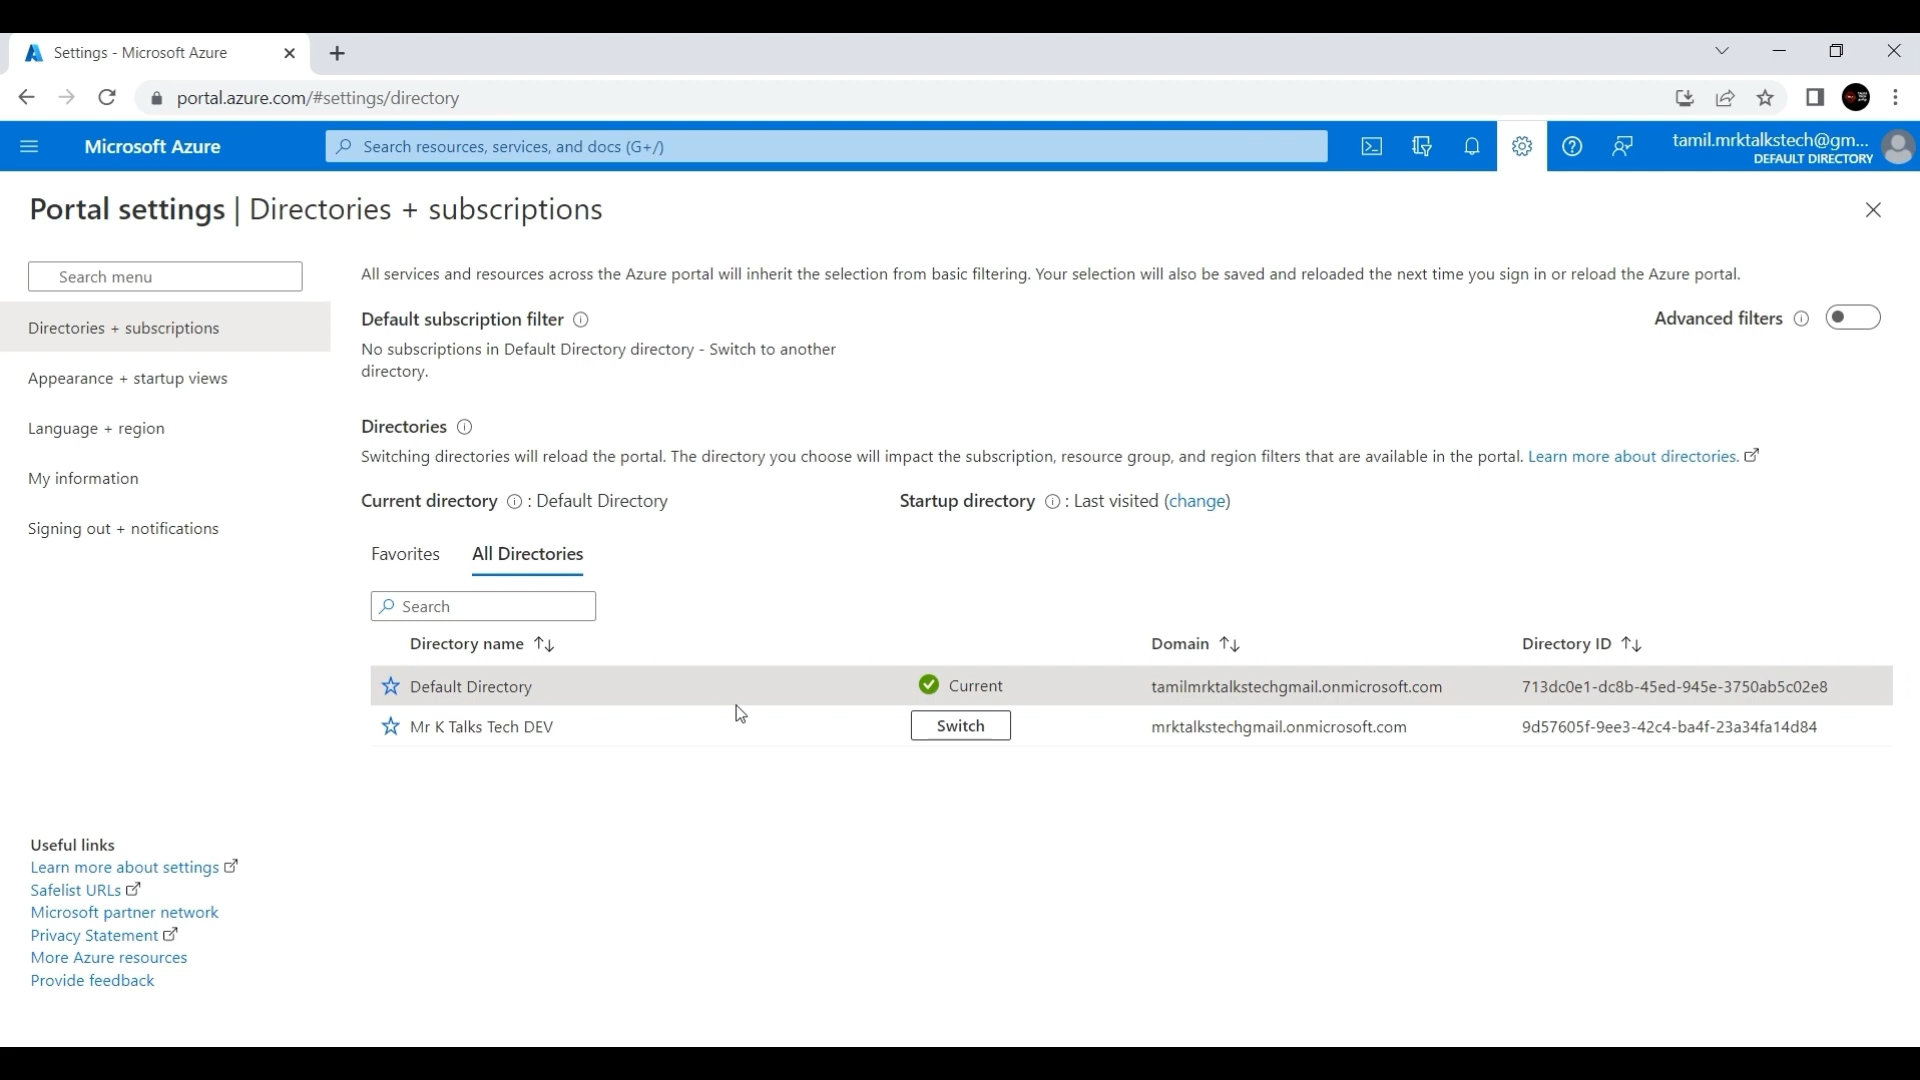 Settings - Microsoft Azure
portal.azure.com/#settings/directory
Microsoft Azure
Search resources, services, and docs (G+/)
tamil.mrktalkstech@gm...
DEFAULT DIRECTORY
Portal settings | Directories + subscriptions
Search menu
Directories + subscriptions
Appearance + startup views
Language + region
My information
Signing out + notifications
All services and resources across the Azure portal will inherit the selection from basic filtering. Your selection will also be saved and reloaded the next time you sign in or reload the Azure portal.
Default subscription filter
Advanced filters
No subscriptions in Default Directory directory - Switch to another
directory.
Directories
Switching directories will reload the portal. The directory you choose will impact the subscription, resource group, and region filters that are available in the portal. Learn more about directories.
Current directory : Default Directory
Startup directory : Last visited (change)
Favorites All Directories
Search
Directory name Domain Directory ID
Default Directory Current tamilmrktalkstechgmail.onmicrosoft.com 713dc0e1-dc8b-45ed-945e-3750ab5c02e8
Mr K Talks Tech DEV Switch mrktalkstechgmail.onmicrosoft.com 9d57605f-9ee3-42c4-ba4f-23a34fa14d84
Useful links
Learn more about settings
Safelist URLs
Microsoft partner network
Privacy Statement
More Azure resources
Provide feedback